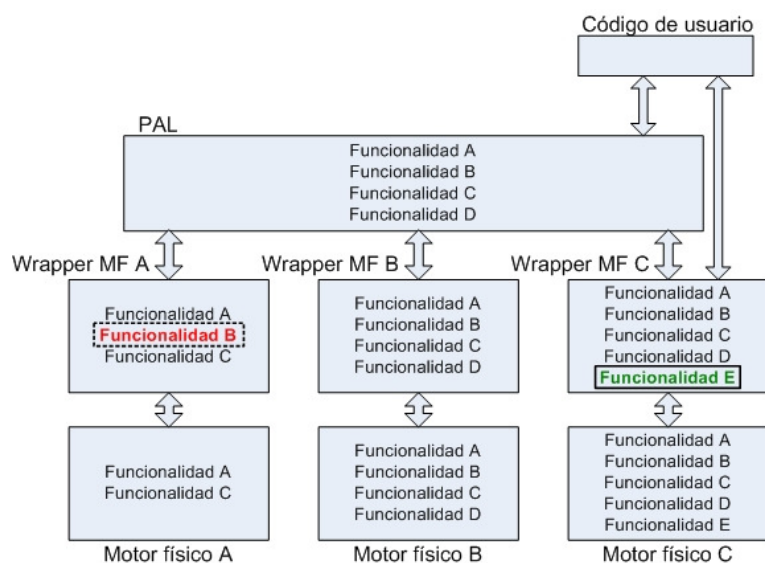 Código de usuario
PAL
Funcionalidad A
Funcionalidad B
Funcionalidad C
Funcionalidad D
Wrapper MF A
Funcionalidad A
Funcionalidad B
Funcionalidad C
Wrapper MF B
Funcionalidad A
Funcionalidad B
Funcionalidad C
Funcionalidad D
Wrapper MF C
Funcionalidad A
Funcionalidad B
Funcionalidad C
Funcionalidad D
Funcionalidad E
Funcionalidad A
Funcionalidad C
Motor físico A
Funcionalidad A
Funcionalidad B
Funcionalidad C
Funcionalidad D
Motor físico B
Funcionalidad A
Funcionalidad B
Funcionalidad C
Funcionalidad D
Funcionalidad E
Motor físico C